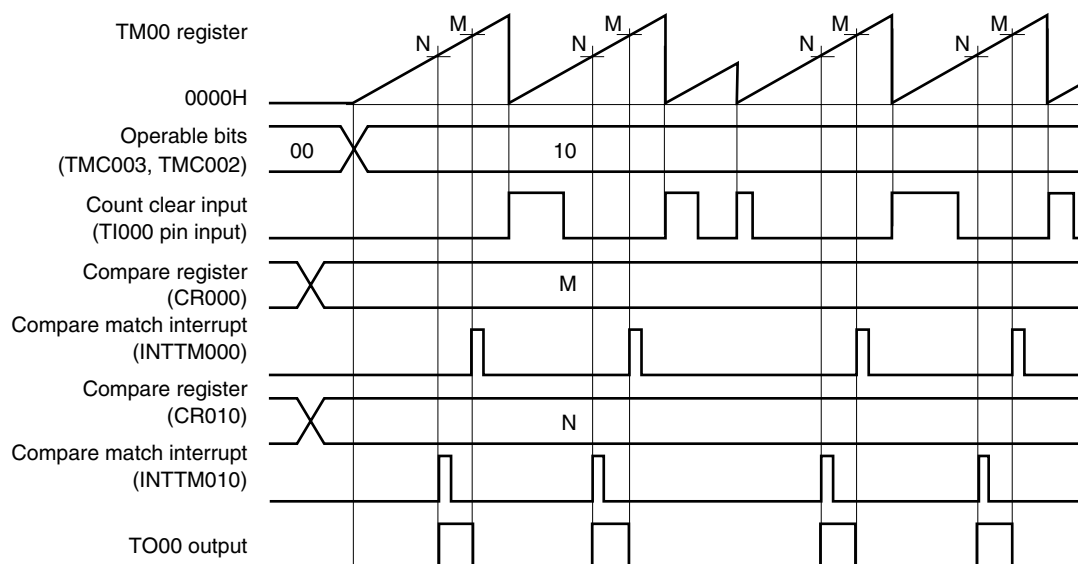 TM00 register
N M N M N M N M
0000H
Operable bits
(TMC003, TMC002)
00 10
Count clear input
(TI000 pin input)
Compare register
(CR000)
M
Compare match interrupt
(INTTM000)
Compare register
(CR010)
N
Compare match interrupt
(INTTM010)
TO00 output